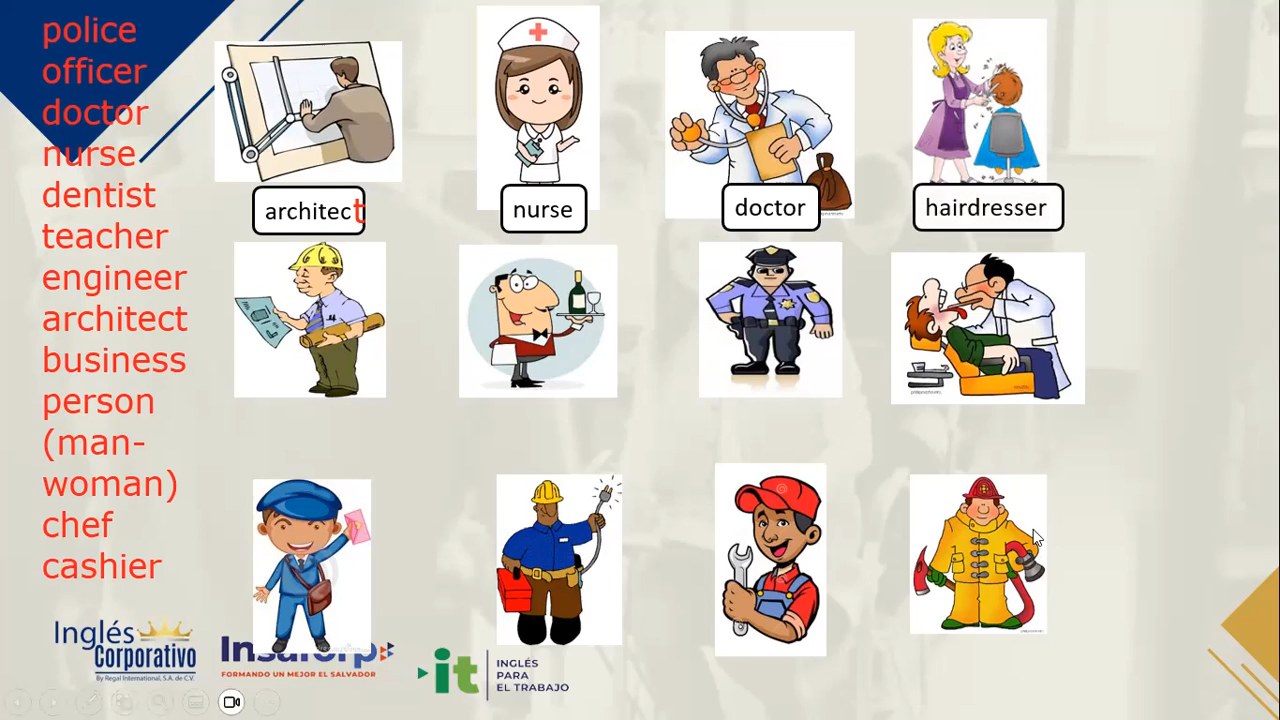 police
officer
doctor
nurse
dentist
teacher
engineer
architect
business
person
(man-
woman)
chef
cashier
architect
nurse
doctor
hairdresser
Inglés
Corporativo
By Regal International, S.A. de C.V.
Insaforp
FORMANDO UN MEJOR EL SALVADOR
it
INGLÉS
PARA
EL TRABAJO